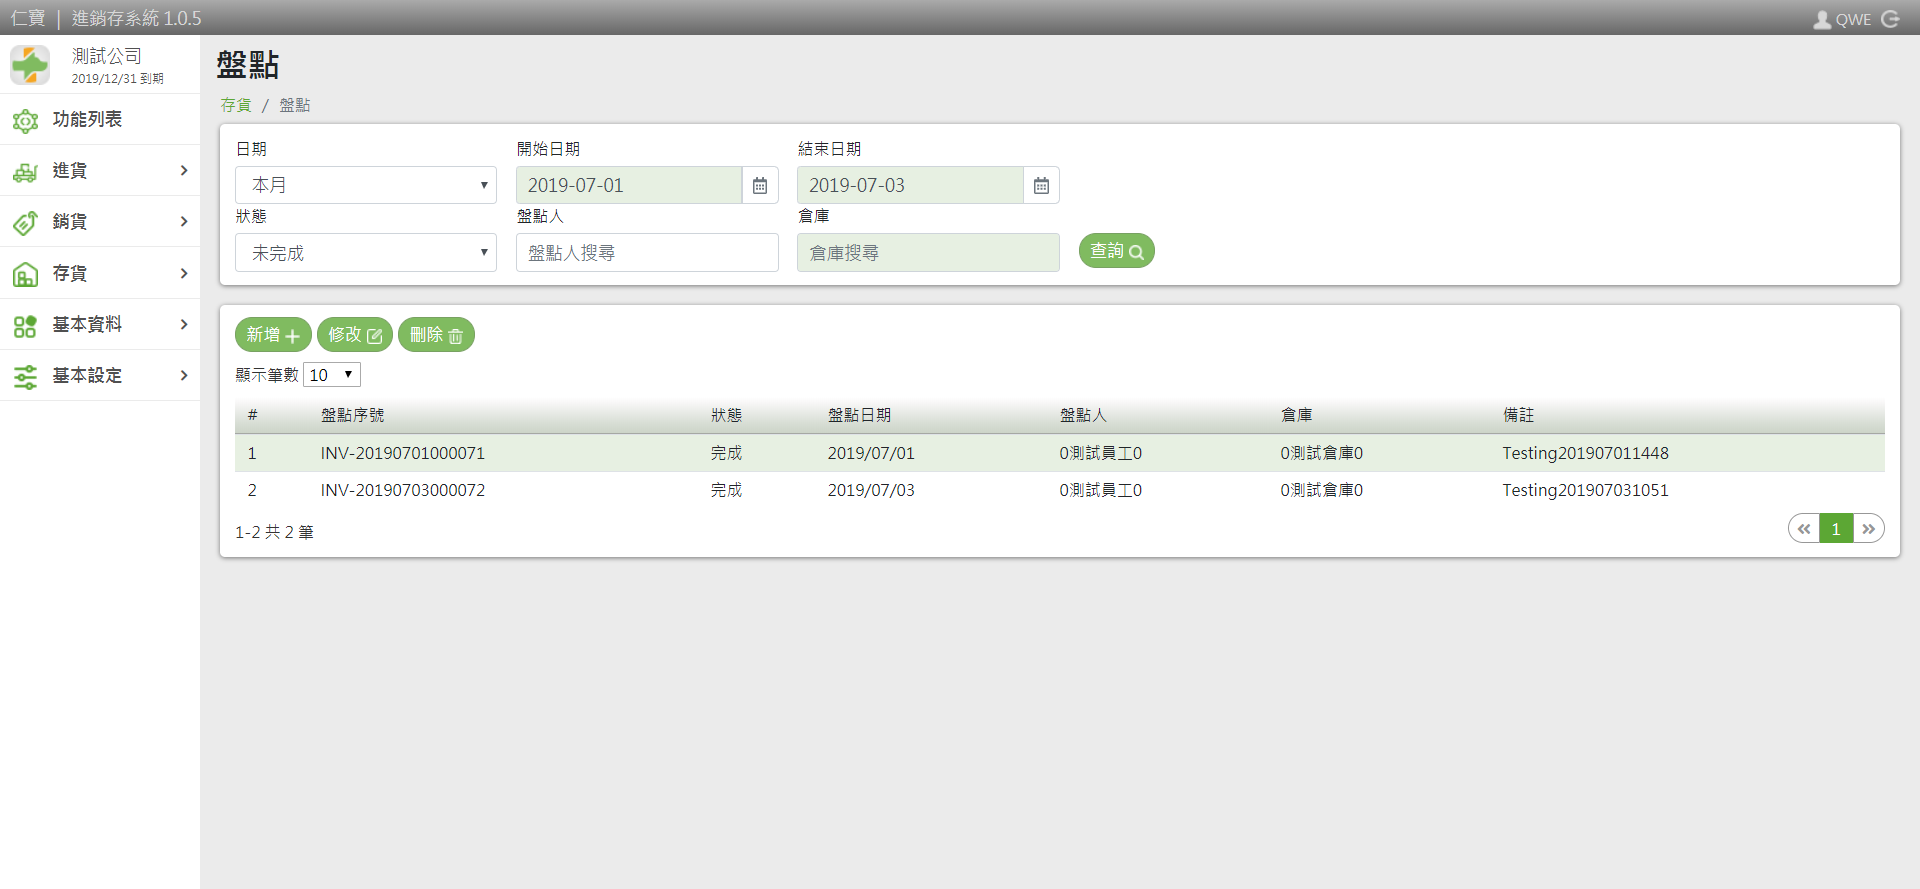 仁寶 | 進銷存系統 1.0.5
QWE
測試公司
2019/12/31 到期
功能列表
進貨
銷貨
存貨
基本資料
基本設定
盤點
存貨 / 盤點
日期 開始日期 結束日期
本月 2019-07-01 2019-07-03
狀態 盤點人 倉庫
未完成 盤點人搜尋 倉庫搜尋 查詢
新增 修改 刪除
顯示筆數 10
# 盤點序號 狀態 盤點日期 盤點人 倉庫 備註
1 INV-20190701000071 完成 2019/07/01 0測試員工0 0測試倉庫0 Testing201907011448
2 INV-20190703000072 完成 2019/07/03 0測試員工0 0測試倉庫0 Testing201907031051
1-2 共 2 筆
« 1 »